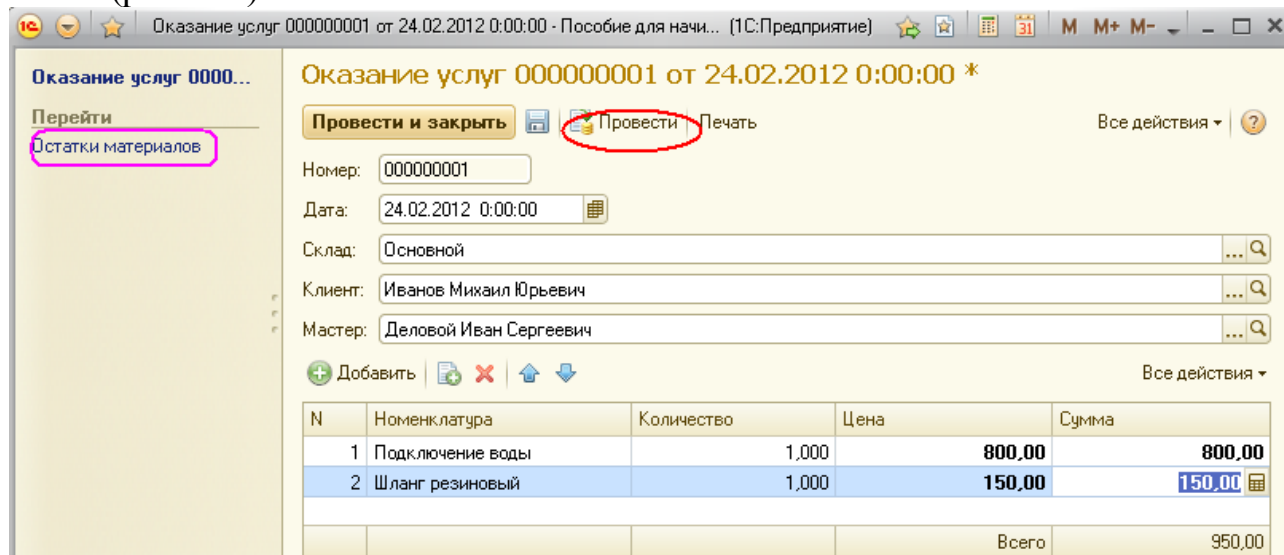 Оказание услуг 000000001 от 24.02.2012 0:00:00 - Пособие для начи... (1С:Предприятие) 31 M M+ M-
Оказание услуг 0000...
Перейти
Остатки материалов
Оказание услуг 000000001 от 24.02.2012 0:00:00 *
Провести и закрыть Провести Печать Все действия ?
Номер: 000000001
Дата: 24.02.2012 0:00:00
Склад: Основной ...
Клиент: Иванов Михаил Юрьевич ...
Мастер: Деловой Иван Сергеевич ...
Добавить Все действия
N Номенклатура Количество Цена Сумма
1 Подключение воды 1,000 800,00 800,00
2 Шланг резиновый 1,000 150,00 150,00
Всего 950,00